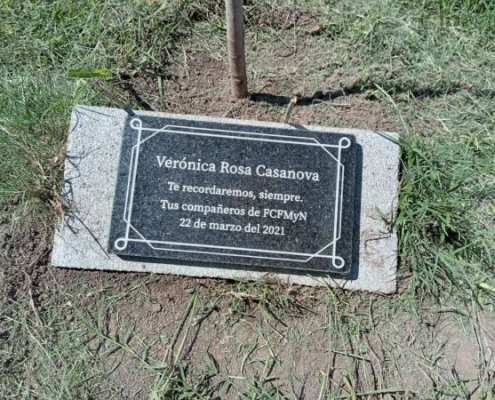 Verónica Rosa Casanova
Te recordaremos, siempre.
Tus compañeros de FCFMyN
22 de marzo del 2021